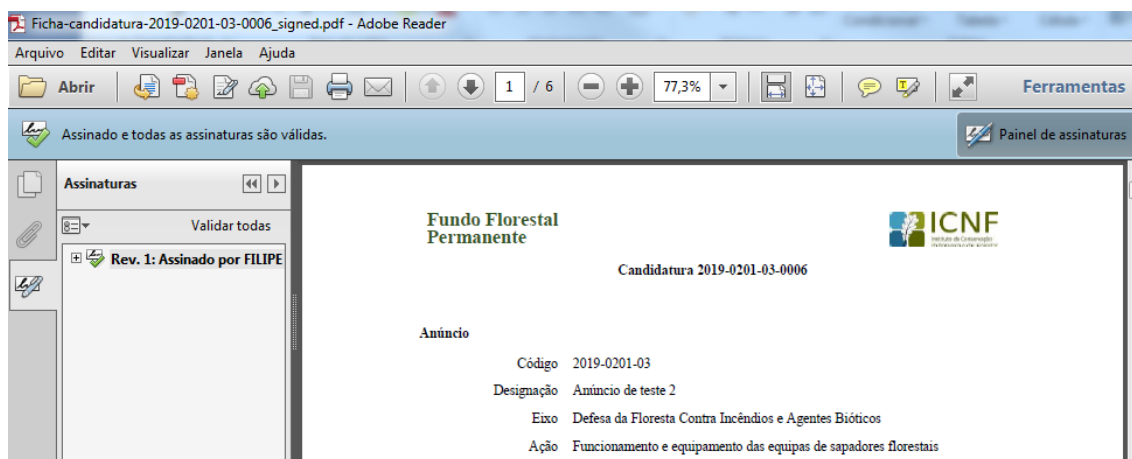 Ficha-candidatura-2019-0201-03-0006_signed.pdf - Adobe Reader
Arquivo Editar Visualizar Janela Ajuda
Abrir 1 / 6 77,3% Ferramentas
Assinado e todas as assinaturas são válidas. Painel de assinaturas
Assinaturas
Validar todas
Rev. 1: Assinado por FILIPE
Fundo Florestal
Permanente
ICNF
Candidatura 2019-0201-03-0006
Anúncio
Código 2019-0201-03
Designação Anúncio de teste 2
Eixo Defesa da Floresta Contra Incêndios e Agentes Bióticos
Ação Funcionamento e equipamento das equipas de sapadores florestais